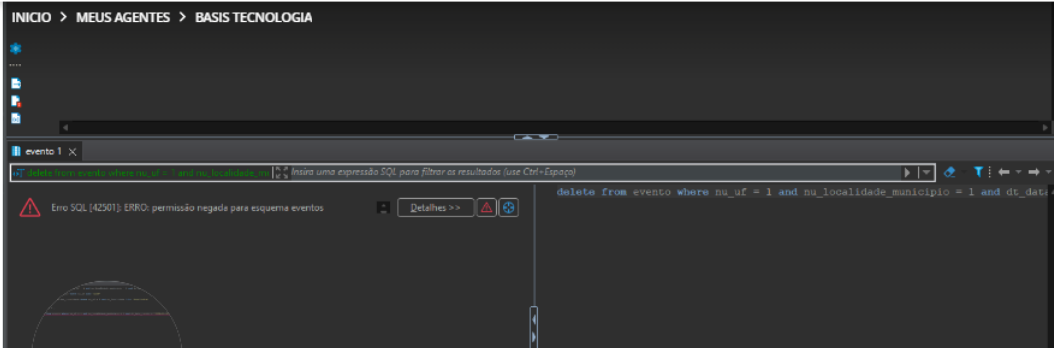 INICIO > MEUS AGENTES > BASIS TECNOLOGIA
evento 1
delete from evento where nu_uf = 1 and nu_localidade_mu
Insira uma expressão SQL para filtrar os resultados (use Ctrl+Espaço)
delete from evento where nu_uf = 1 and nu_localidade_municipio = 1 and dt_data
Erro SQL [42501]: ERRO: permissão negada para esquema eventos
Detalhes >>